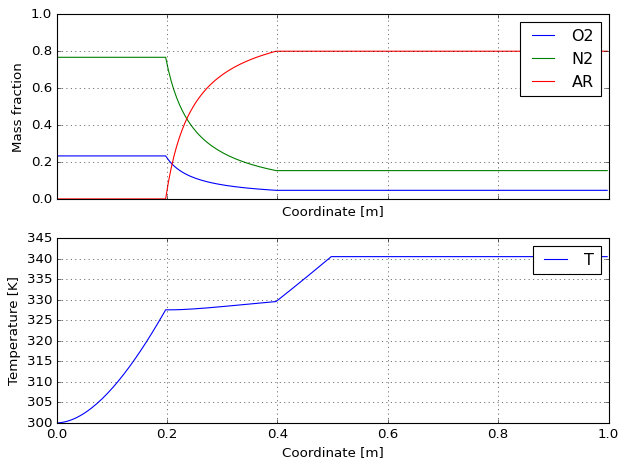 1.0
0.8
0.6
0.4
0.2
0.0
Mass fraction
O2
N2
AR
Coordinate [m]
345
340
335
330
325
320
315
310
305
300
Temperature [K]
T
0.0 0.2 0.4 0.6 0.8 1.0
Coordinate [m]